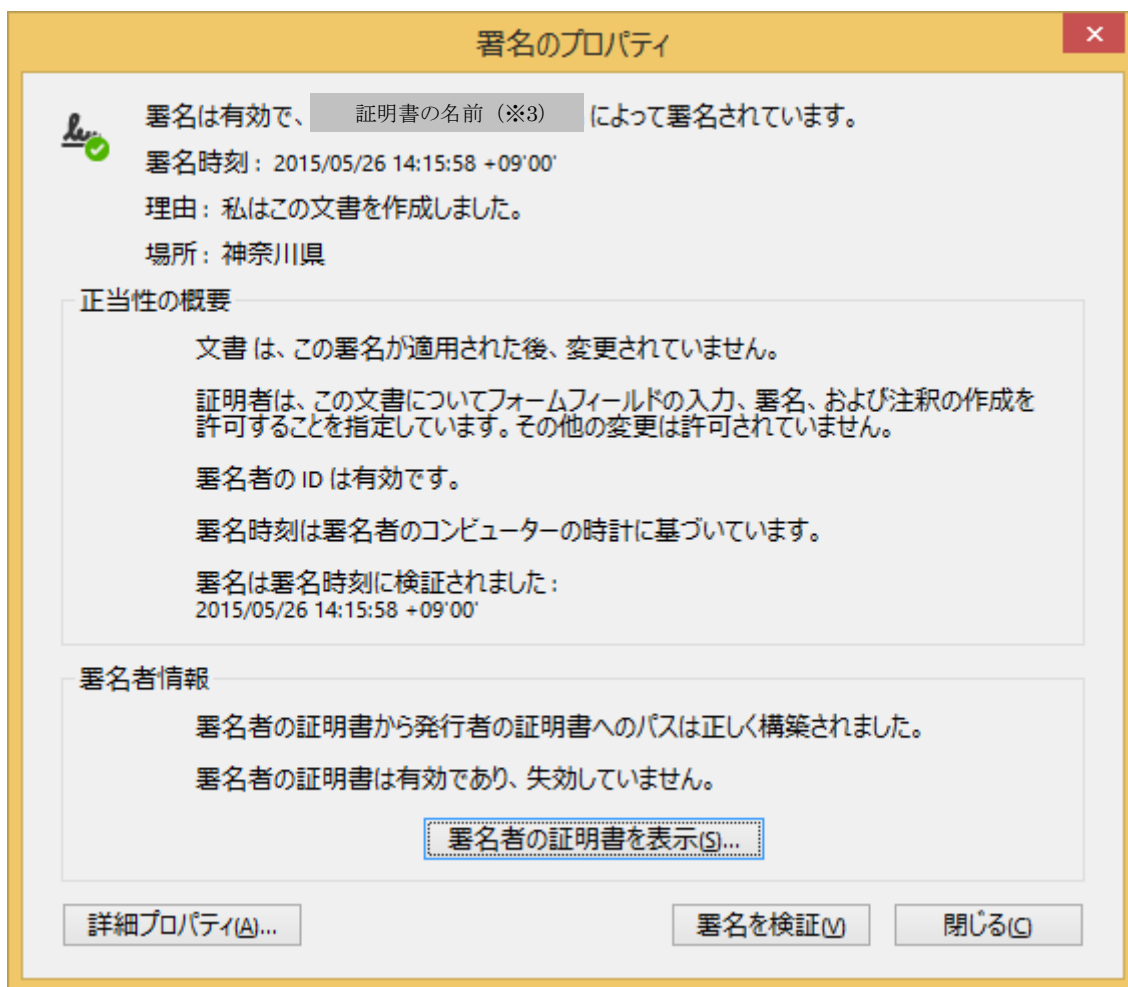 署名のプロパティ
署名は有効で、 証明書の名前（※3） によって署名されています。
署名時刻： 2015/05/26 14:15:58 +09'00'
理由： 私はこの文書を作成しました。
場所： 神奈川県
正当性の概要
文書 は、この署名が適用された後、変更されていません。
証明者は、この文書についてフォームフィールドの入力、署名、および注釈の作成を
許可することを指定しています。その他の変更は許可されていません。
署名者の ID は有効です。
署名時刻は署名者のコンピューターの時計に基づいています。
署名は署名時刻に検証されました：
2015/05/26 14:15:58 +09'00'
署名者情報
署名者の証明書から発行者の証明書へのパスは正しく構築されました。
署名者の証明書は有効であり、失効していません。
署名者の証明書を表示(S)...
詳細プロパティ(A)...
署名を検証(V)
閉じる(C)